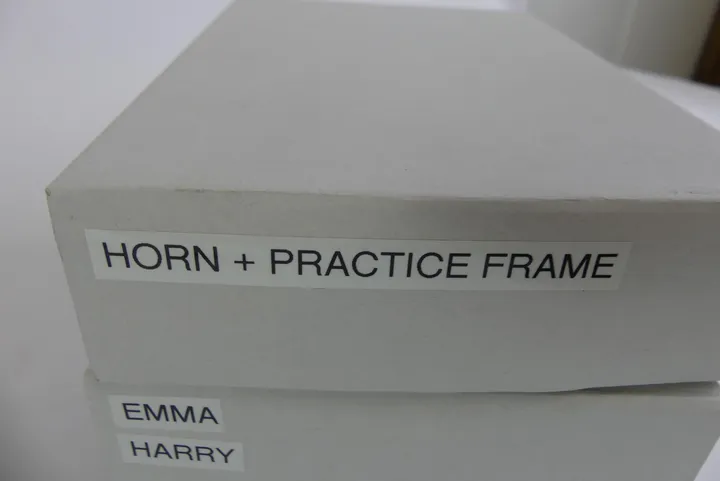 HORN + PRACTICE FRAME
EMMA
HARRY